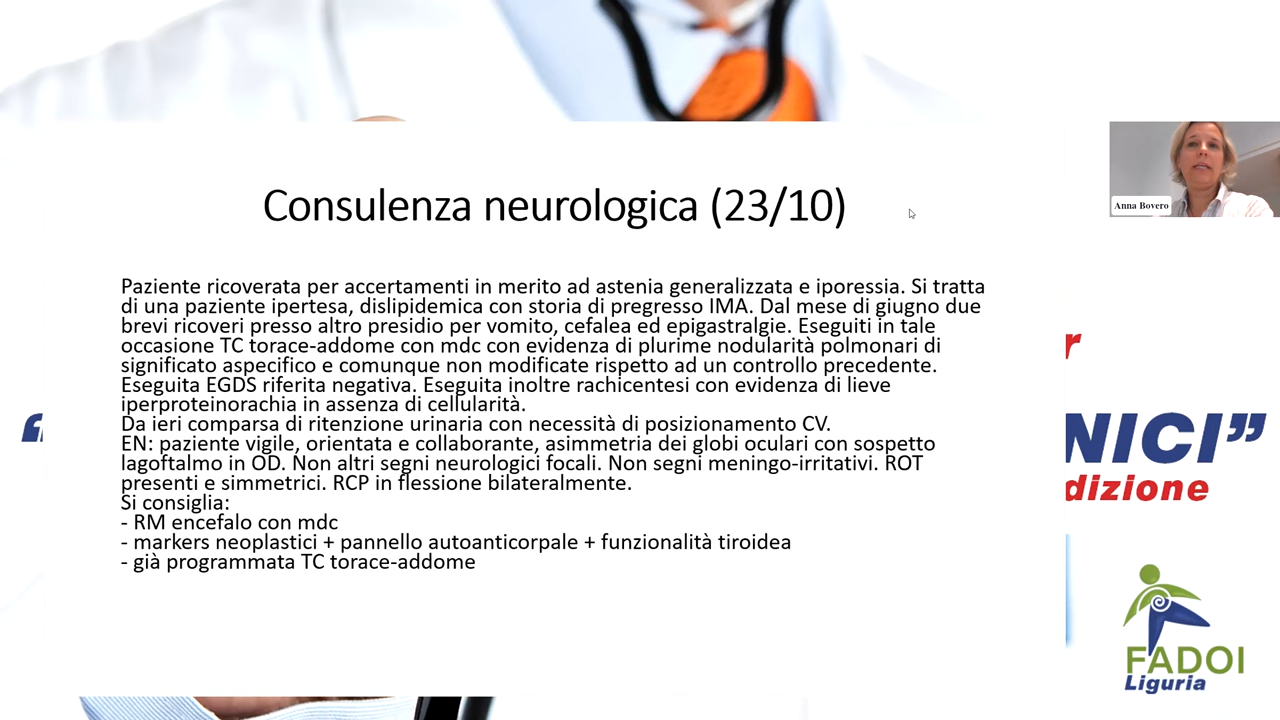 Consulenza neurologica (23/10)
Anna Bovero
Paziente ricoverata per accertamenti in merito ad astenia generalizzata e iporessia. Si tratta
di una paziente ipertesa, dislipidemica con storia di pregresso IMA. Dal mese di giugno due
brevi ricoveri presso altro presidio per vomito, cefalea ed epigastralgie. Eseguiti in tale
occasione TC torace-addome con mdc con evidenza di plurime nodularità polmonari di
significato aspecifico e comunque non modificate rispetto ad un controllo precedente.
Eseguita EGDS riferita negativa. Eseguita inoltre rachicentesi con evidenza di lieve
iperproteinorachia in assenza di cellularità.
Da ieri comparsa di ritenzione urinaria con necessità di posizionamento CV.
EN: paziente vigile, orientata e collaborante, asimmetria dei globi oculari con sospetto
lagoftalmo in OD. Non altri segni neurologici focali. Non segni meningo-irritativi. ROT
presenti e simmetrici. RCP in flessione bilateralmente.
Si consiglia:
- RM encefalo con mdc
- markers neoplastici + pannello autoanticorpale + funzionalità tiroidea
- già programmata TC torace-addome
r
“
NICI”
dizione
FADOI
Liguria